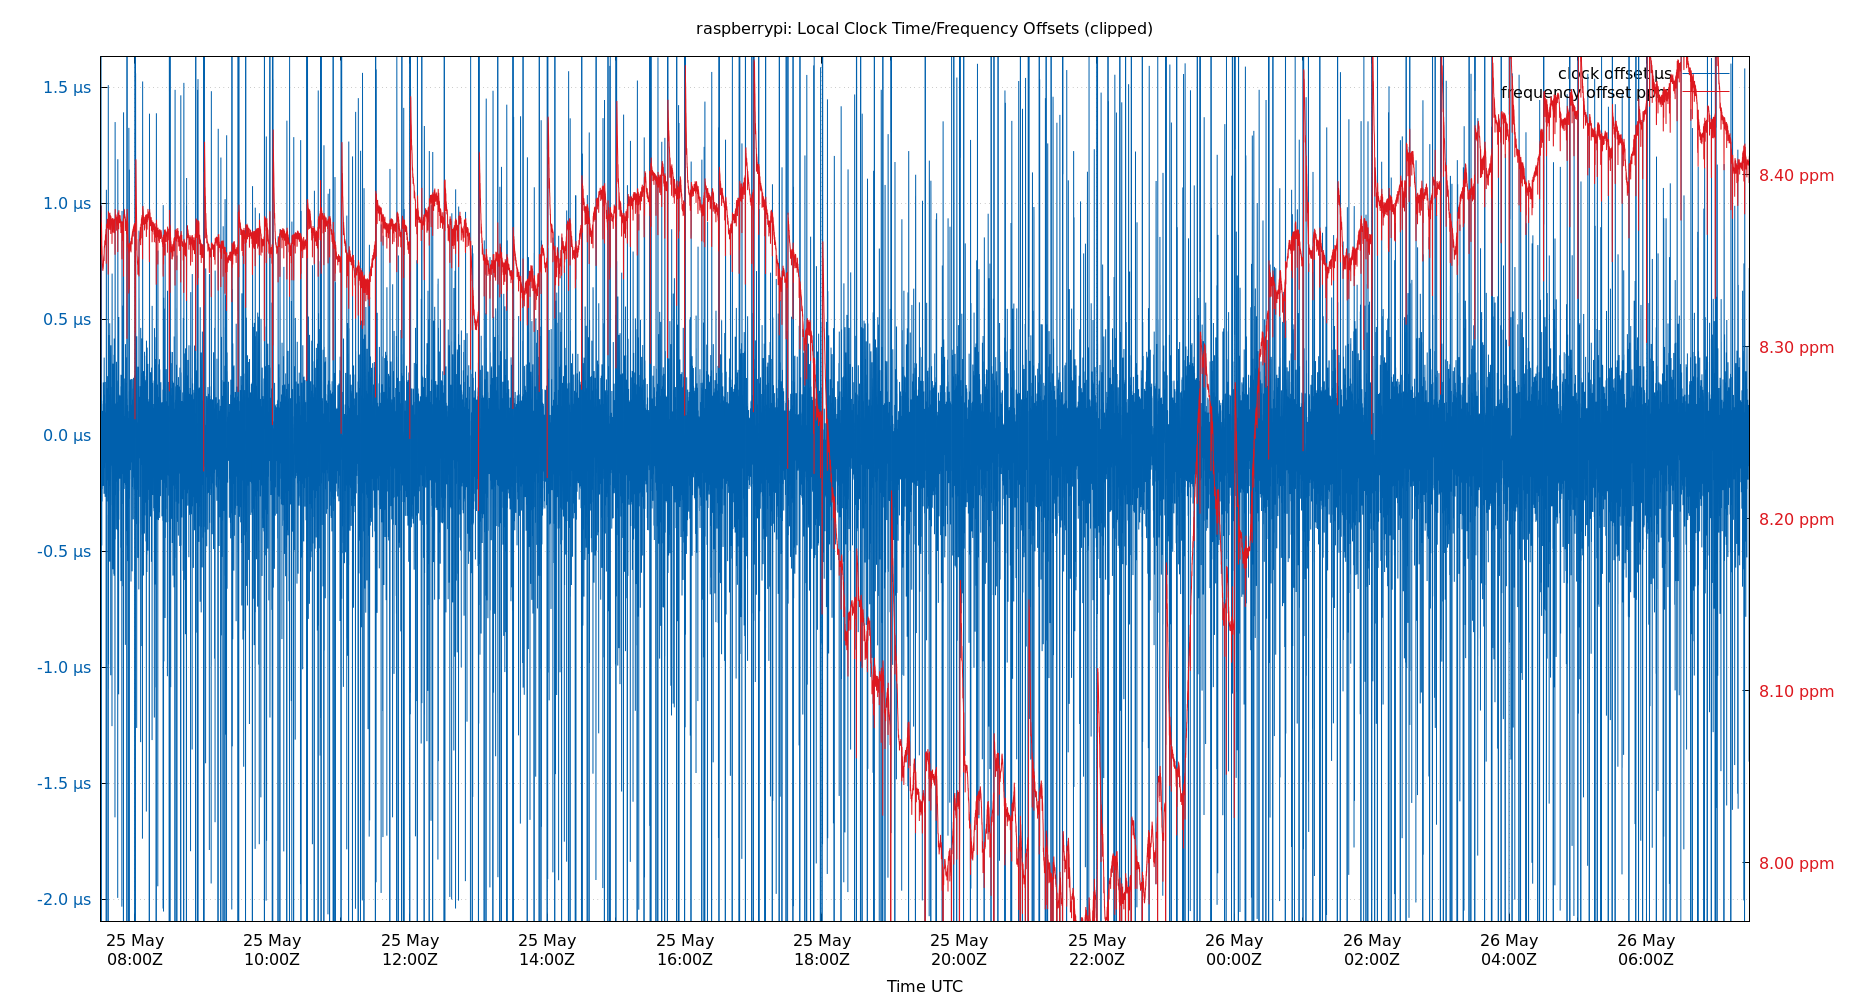 raspberrypi: Local Clock Time/Frequency Offsets (clipped)
clock offset µs
frequency offset ppm
1.5 µs
1.0 µs
0.5 µs
0.0 µs
-0.5 µs
-1.0 µs
-1.5 µs
-2.0 µs
8.40 ppm
8.30 ppm
8.20 ppm
8.10 ppm
8.00 ppm
25 May 25 May 25 May 25 May 25 May 25 May 25 May 25 May 26 May 26 May 26 May 26 May
08:00Z 10:00Z 12:00Z 14:00Z 16:00Z 18:00Z 20:00Z 22:00Z 00:00Z 02:00Z 04:00Z 06:00Z
Time UTC